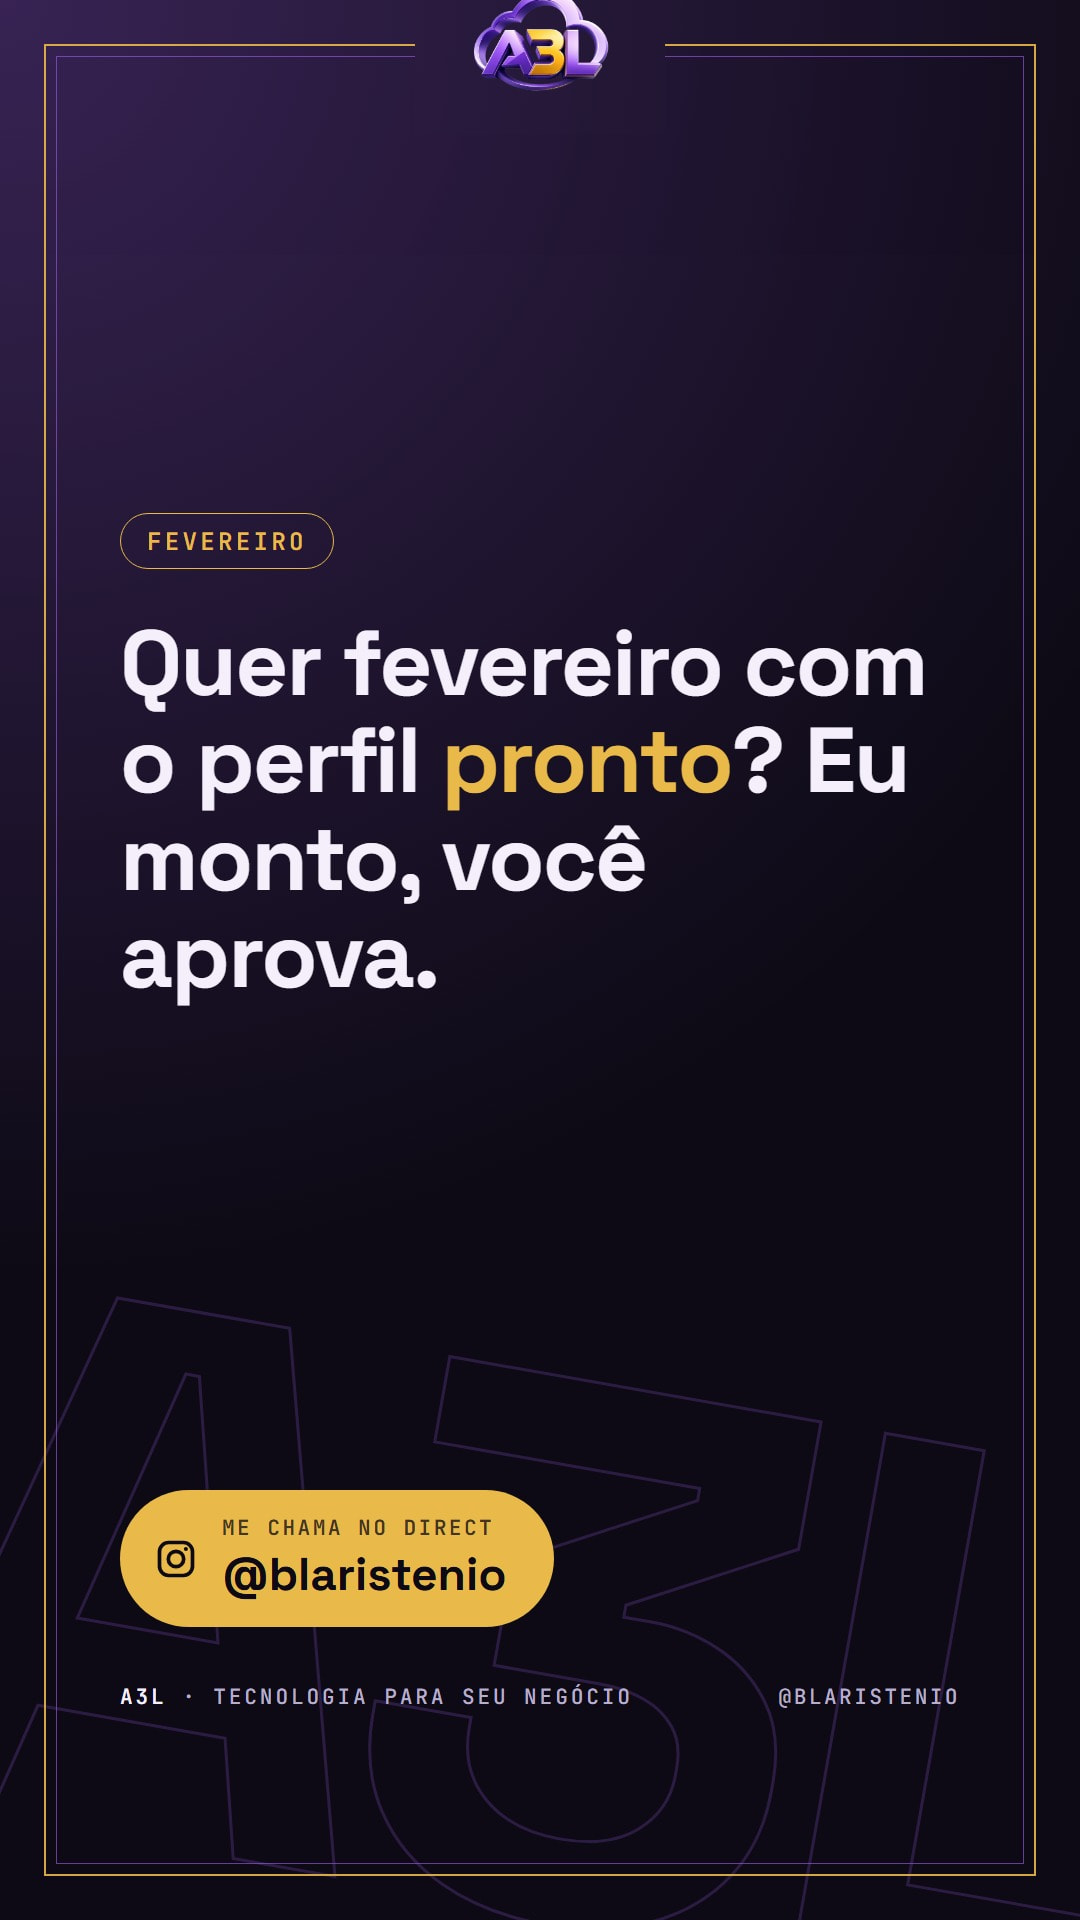 A3L
FEVEREIRO
Quer fevereiro com
o perfil pronto? Eu
monto, você
aprova.
ME CHAMA NO DIRECT
@blaristenio
A3L · TECNOLOGIA PARA SEU NEGÓCIO @BLARISTENIO
A3L